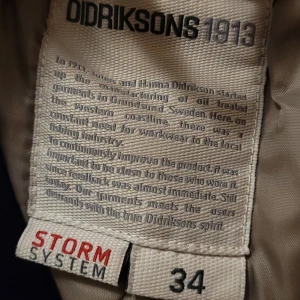 DIDRIKSONS 1913
In 1913, Julius and Hanna Didrikson started
up the manufacturing of oil treated
garments in Grundsund Sweden. Here, on
the western coastline, there was a
constant need for workwear to the local
fishing industry.
To continuously improve the product, it was
important to be close to those who wore it,
since feedback was almost immediate. Still
today. Our garments meets the users
demands with the true Didriksons spirit.
STORM
SYSTEM
34